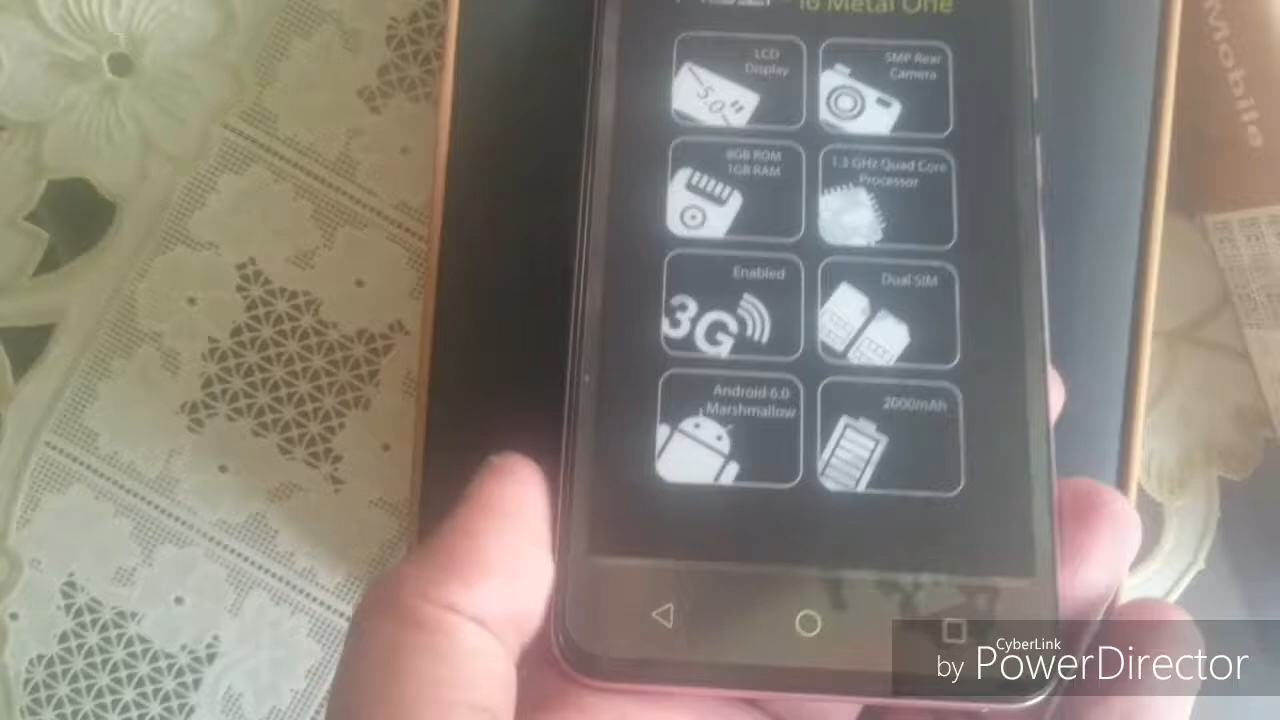 i6 Metal One
LCD
Display
5.0"
5MP Rear
Camera
8GB ROM
1GB RAM
1.3 GHz Quad Core
Processor
Enabled
3G
Dual SIM
Android 6.0
Marshmallow
2000mAh
Mobile
CyberLink
by PowerDirector